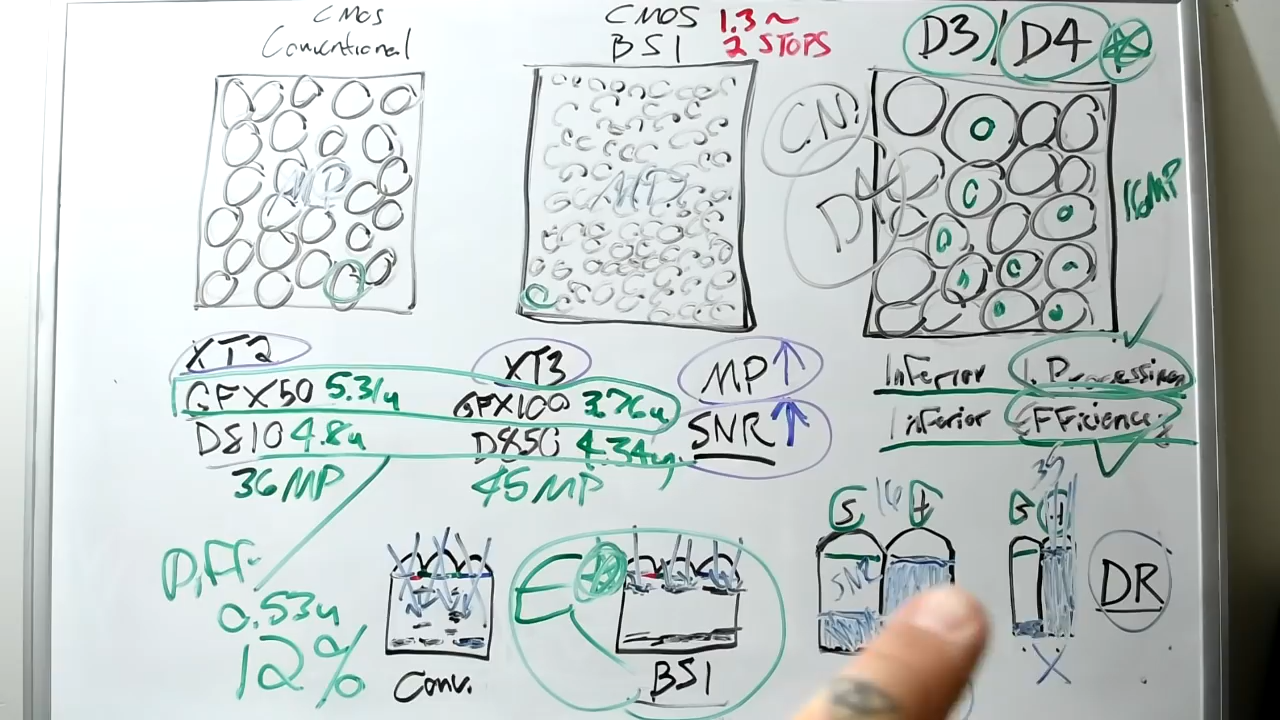 CMOS
Conventional
MP
CMOS
BSI
1.3~
2 STOPS
MP
D3/D4
C.N.
D4
16MP
XT2
XT3
MP↑
GFX50 5.31u
GFX100 3.76u
SNR↑
D810 4.8u
D850 4.34u
36MP
45MP
Inferior I.Processing
Inferior EFFiciency
Diff.
0.53u
12%
Conv.
E
BSI
S 16
SNR
32
X
DR